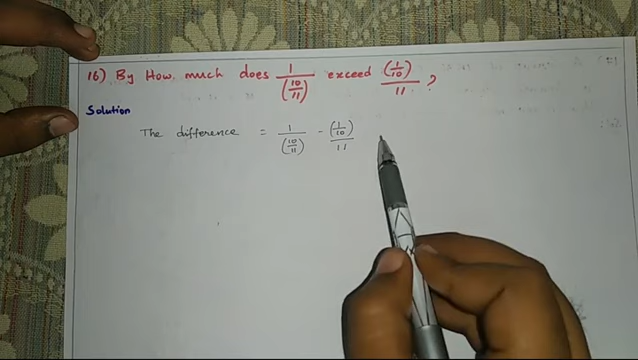 16) By How much does 1/(10/11) exceed (1/10)/11 ?
Solution
The difference = 1/(10/11) - (1/10)/11